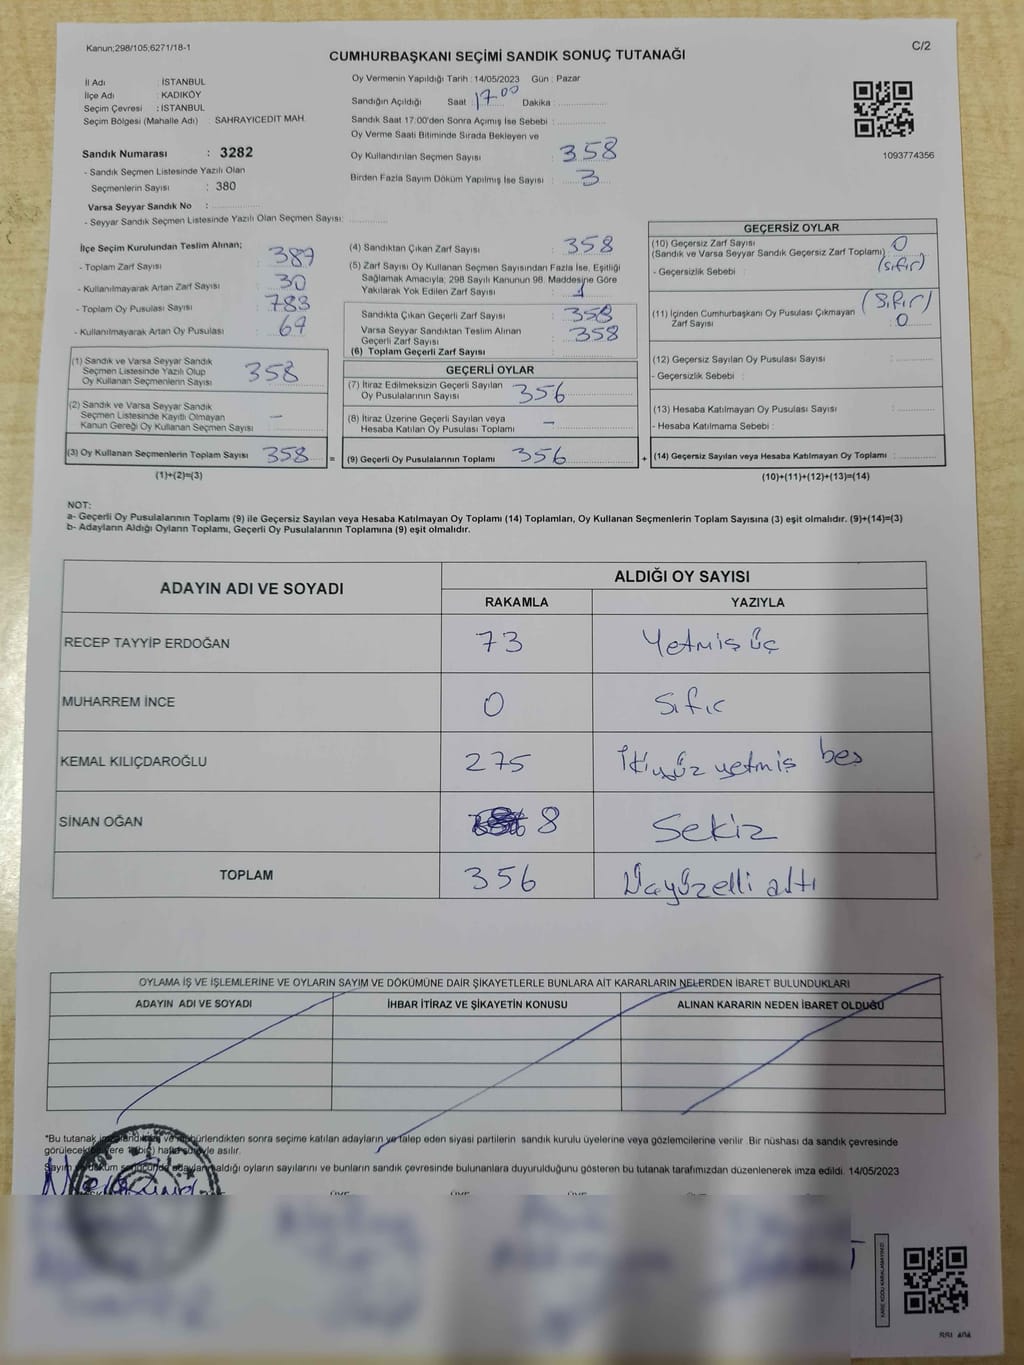 Kanun;298/105;6271/18-1
C/2
CUMHURBAŞKANI SEÇİMİ SANDIK SONUÇ TUTANAĞI
İl Adı : İSTANBUL
İlçe Adı : KADIKÖY
Seçim Çevresi : İSTANBUL
Seçim Bölgesi (Mahalle Adı) : SAHRAYICEDİT MAH.
Oy Vermenin Yapıldığı Tarih : 14/05/2023 Gün : Pazar
Sandığın Açıldığı Saat : 17.00 Dakika :
Sandık Saat 17:00'den Sonra Açımış İse Sebebi :
Oy Verme Saati Bitiminde Sırada Bekleyen ve
Oy Kullandırılan Seçmen Sayısı : 358
Birden Fazla Sayım Döküm Yapılmış İse Sayısı : 3
1093774356
Sandık Numarası : 3282
- Sandık Seçmen Listesinde Yazılı Olan
Seçmenlerin Sayısı : 380
Varsa Seyyar Sandık No :
- Seyyar Sandık Seçmen Listesinde Yazılı Olan Seçmen Sayısı:
İlçe Seçim Kurulundan Teslim Alınan;
- Toplam Zarf Sayısı : 387
- Kullanılmayarak Artan Zarf Sayısı : 30
- Toplam Oy Pusulası Sayısı : 783
- Kullanılmayarak Artan Oy Pusulası : 69
(1) Sandık ve Varsa Seyyar Sandık
Seçmen Listesinde Yazılı Olup
Oy Kullanan Seçmenlerin Sayısı : 358
(2) Sandık ve Varsa Seyyar Sandık
Seçmen Listesinde Kayıtlı Olmayan
Kanun Gereği Oy Kullanan Seçmen Sayısı : -
(3) Oy Kullanan Seçmenlerin Toplam Sayısı : 358
(1)+(2)=(3)
=
(4) Sandıktan Çıkan Zarf Sayısı : 358
(5) Zarf Sayısı Oy Kullanan Seçmen Sayısından Fazla İse, Eşitliği
Sağlamak Amacıyla; 298 Sayılı Kanunun 98. Maddesine Göre
Yakılarak Yok Edilen Zarf Sayısı : 1
Sandıkta Çıkan Geçerli Zarf Sayısı : 358
Varsa Seyyar Sandıktan Teslim Alınan
Geçerli Zarf Sayısı : 358
(6) Toplam Geçerli Zarf Sayısı :
GEÇERLİ OYLAR
(7) İtiraz Edilmeksizin Geçerli Sayılan
Oy Pusulalarının Sayısı : 356
(8) İtiraz Üzerine Geçerli Sayılan veya
Hesaba Katılan Oy Pusulası Toplamı : -
(9) Geçerli Oy Pusulalarının Toplamı : 356
+
GEÇERSİZ OYLAR
(10) Geçersiz Zarf Sayısı : 0
(Sandık ve Varsa Seyyar Sandık Geçersiz Zarf Toplamı) (sıfır)
- Geçersizlik Sebebi :
(11) İçinden Cumhurbaşkanı Oy Pusulası Çıkmayan (Sıfır)
Zarf Sayısı : 0
(12) Geçersiz Sayılan Oy Pusulası Sayısı :
- Geçersizlik Sebebi :
(13) Hesaba Katılmayan Oy Pusulası Sayısı :
- Hesaba Katılmama Sebebi :
(14) Geçersiz Sayılan veya Hesaba Katılmayan Oy Toplamı :
(10)+(11)+(12)+(13)=(14)
NOT:
a- Geçerli Oy Pusulalarının Toplamı (9) ile Geçersiz Sayılan veya Hesaba Katılmayan Oy Toplamı (14) Toplamları, Oy Kullanan Seçmenlerin Toplam Sayısına (3) eşit olmalıdır. (9)+(14)=(3)
b- Adayların Aldığı Oyların Toplamı, Geçerli Oy Pusulalarının Toplamına (9) eşit olmalıdır.
ADAYIN ADI VE SOYADI
ALDIĞI OY SAYISI
RAKAMLA YAZIYLA
RECEP TAYYİP ERDOĞAN 73 Yetmiş üç
MUHARREM İNCE 0 Sıfır
KEMAL KILIÇDAROĞLU 275 İkiyüz yetmiş beş
SİNAN OĞAN 8 Sekiz
TOPLAM 356 Üçyüzelli altı
OYLAMA İŞ VE İŞLEMLERİNE VE OYLARIN SAYIM VE DÖKÜMÜNE DAİR ŞİKAYETLERLE BUNLARA AİT KARARLARIN NELERDEN İBARET BULUNDUKLARI
ADAYIN ADI VE SOYADI İHBAR İTİRAZ VE ŞİKAYETİN KONUSU ALINAN KARARIN NEDEN İBARET OLDUĞU
*Bu tutanak ve mühürlendikten sonra seçime katılan adayların ve talep eden siyasi partilerin sandık kurulu üyelerine veya gözlemcilerine verilir. Bir nüshası da sandık çevresinde
görülecek bir yere 1 (bir) hafta süreyle asılır.
Sayım ve döküm sonucunda adayların aldığı oyların sayılarını ve bunların sandık çevresinde bulunanlara duyurulduğunu gösteren bu tutanak tarafımızdan düzenlenerek imza edildi. 14/05/2023
ÜYE ÜYE ÜYE ÜYE